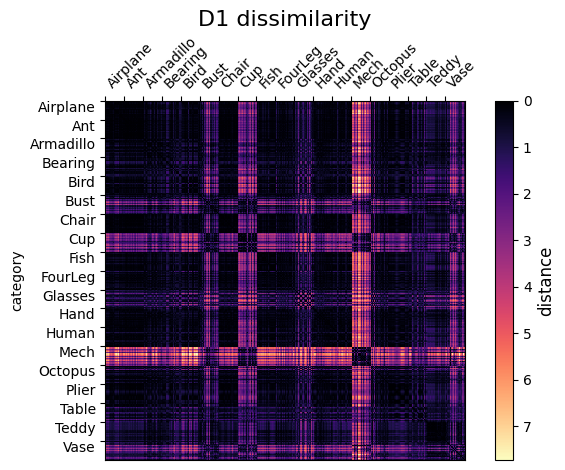 D1 dissimilarity
Airplane
Ant
Armadillo
Bearing
Bird
Bust
Chair
Cup
Fish
FourLeg
Glasses
Hand
Human
Mech
Octopus
Plier
Table
Teddy
Vase
category
Airplane
Ant
Armadillo
Bearing
Bird
Bust
Chair
Cup
Fish
FourLeg
Glasses
Hand
Human
Mech
Octopus
Plier
Table
Teddy
Vase
0
1
2
3
4
5
6
7
distance